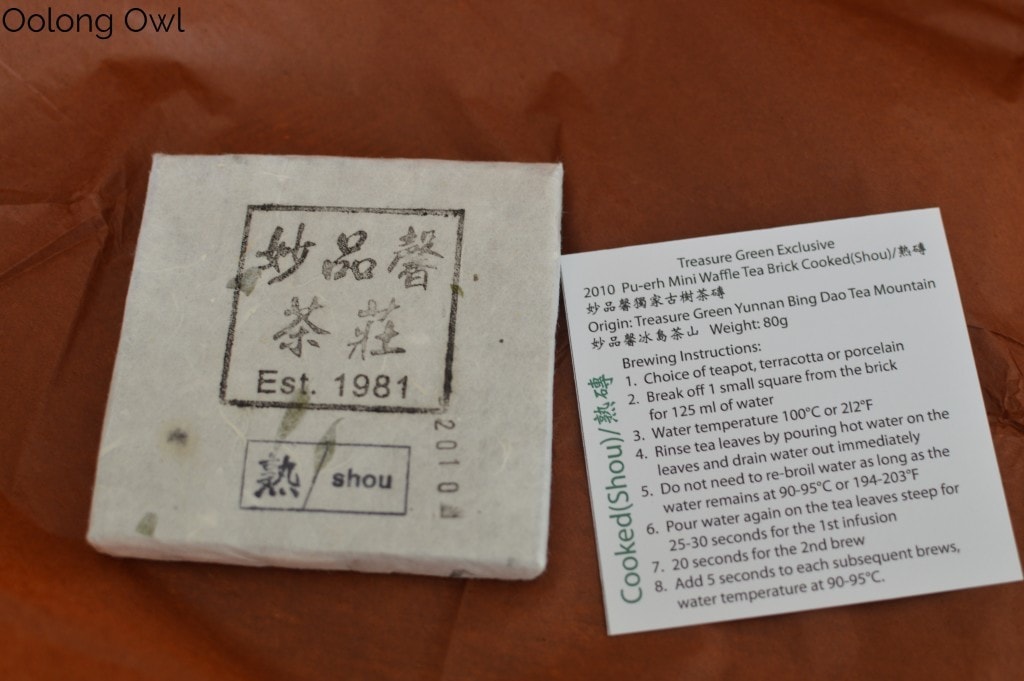 Oolong Owl
妙品馨
茶莊
Est. 1981
2010
熟/shou
Treasure Green Exclusive
2010 Pu-erh Mini Waffle Tea Brick Cooked(Shou)/熟磚
妙品馨獨家古樹茶磚
Origin: Treasure Green Yunnan Bing Dao Tea Mountain
妙品馨冰島茶山 Weight: 80g
Brewing Instructions:
1. Choice of teapot, terracotta or porcelain
2. Break off 1 small square from the brick
for 125 ml of water
3. Water temperature 100°C or 2l2°F
4. Rinse tea leaves by pouring hot water on the
leaves and drain water out immediately
5. Do not need to re-broil water as long as the
water remains at 90-95°C or 194-203°F
6. Pour water again on the tea leaves steep for
25-30 seconds for the 1st infusion
7. 20 seconds for the 2nd brew
8. Add 5 seconds to each subsequent brews,
water temperature at 90-95°C.
Cooked(Shou)/熟磚